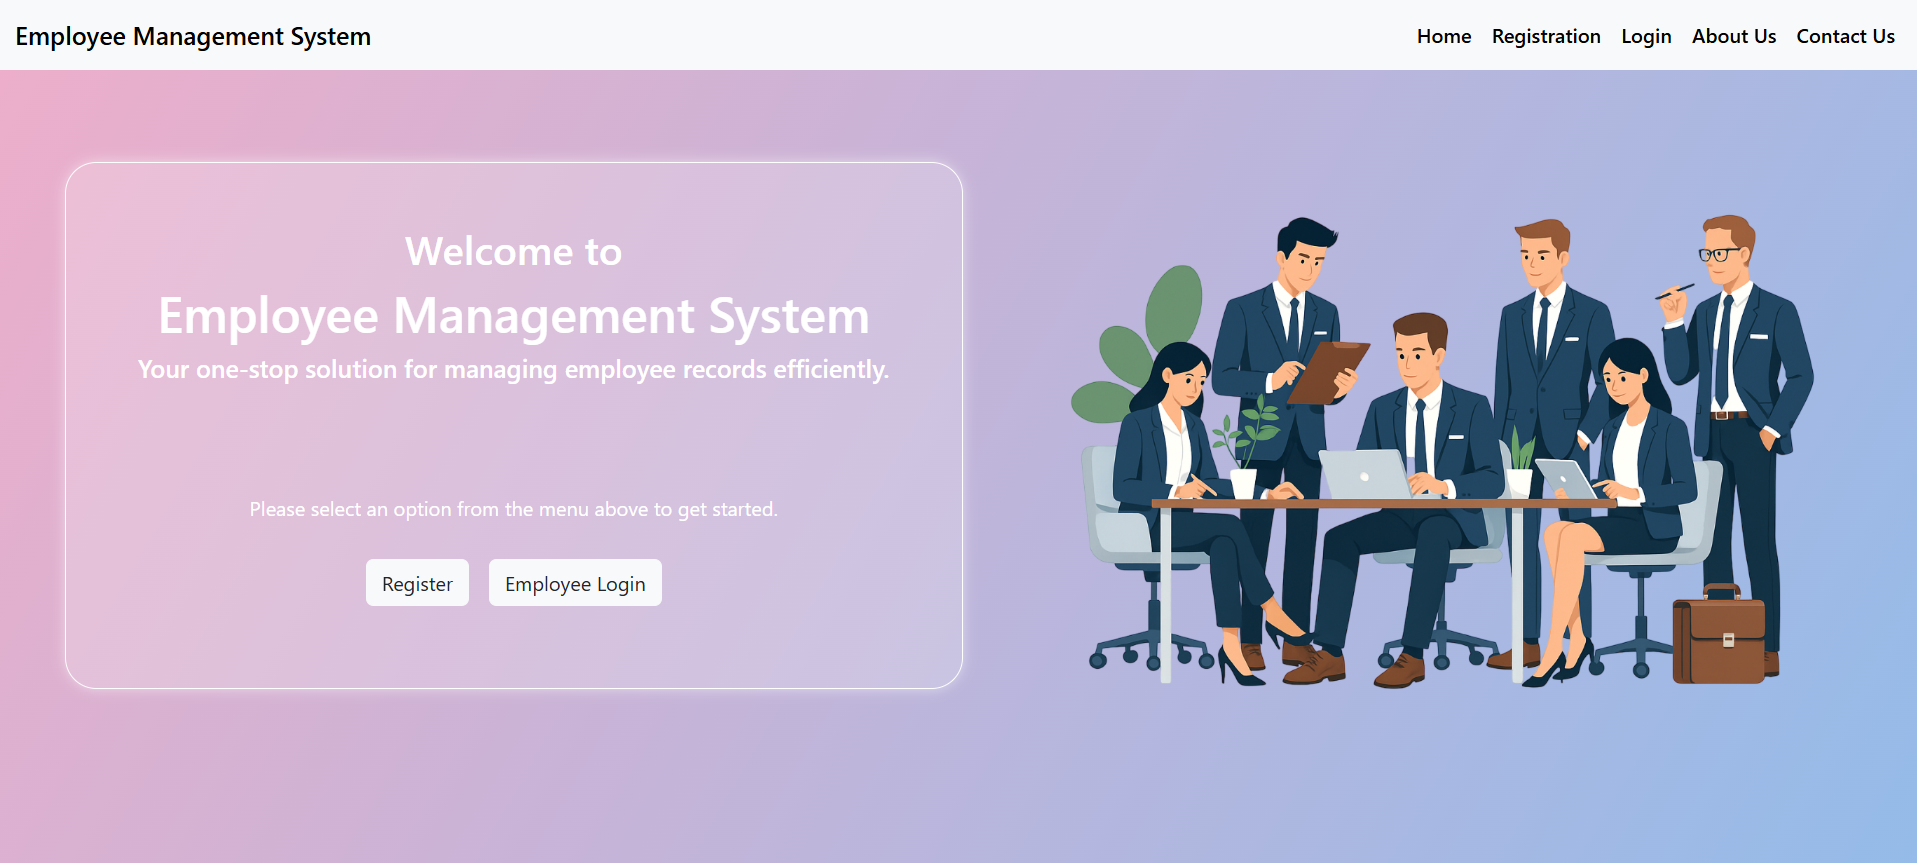 Employee Management System
Home Registration Login About Us Contact Us
Welcome to
Employee Management System
Your one-stop solution for managing employee records efficiently.
Please select an option from the menu above to get started.
Register Employee Login